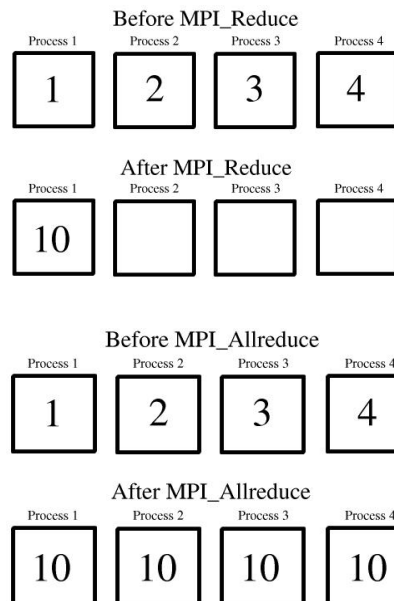 Before MPI_Reduce
Process 1 Process 2 Process 3 Process 4
1 2 3 4
After MPI_Reduce
Process 1 Process 2 Process 3 Process 4
10
Before MPI_Allreduce
Process 1 Process 2 Process 3 Process 4
1 2 3 4
After MPI_Allreduce
Process 1 Process 2 Process 3 Process 4
10 10 10 10